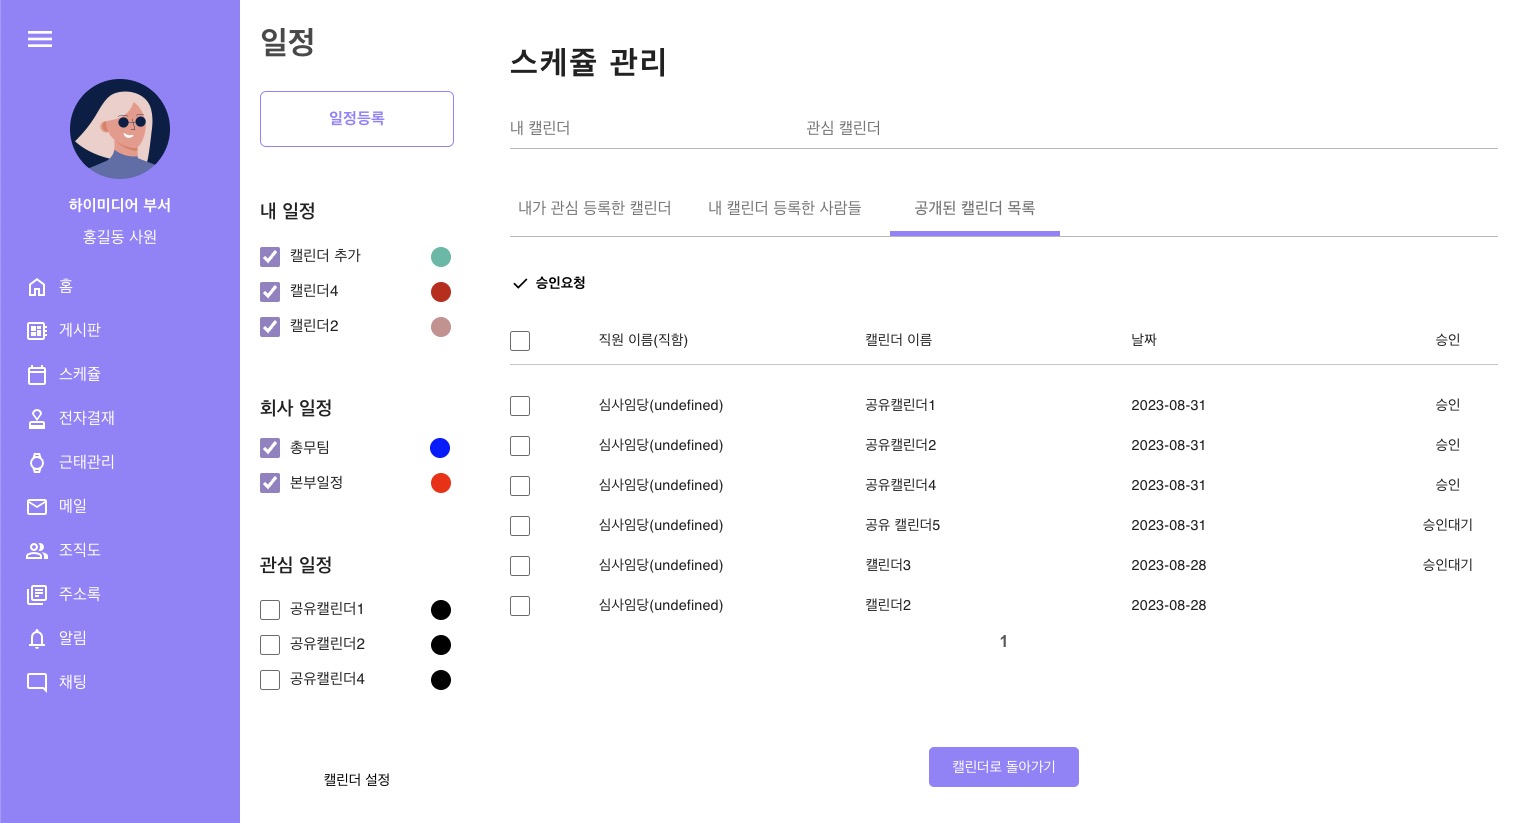 하이미디어 부서
홍길동 사원
홈
게시판
스케쥴
전자결재
근태관리
메일
조직도
주소록
알림
채팅
일정
일정등록
내 일정
캘린더 추가
캘린더4
캘린더2
회사 일정
총무팀
본부일정
관심 일정
공유캘린더1
공유캘린더2
공유캘린더4
캘린더 설정
스케쥴 관리
내 캘린더 관심 캘린더
내가 관심 등록한 캘린더 내 캘린더 등록한 사람들 공개된 캘린더 목록
승인요청
직원 이름(직함) 캘린더 이름 날짜 승인
심사임당(undefined) 공유캘린더1 2023-08-31 승인
심사임당(undefined) 공유캘린더2 2023-08-31 승인
심사임당(undefined) 공유캘린더4 2023-08-31 승인
심사임당(undefined) 공유 캘린더5 2023-08-31 승인대기
심사임당(undefined) 캘린더3 2023-08-28 승인대기
심사임당(undefined) 캘린더2 2023-08-28
1
캘린더로 돌아가기